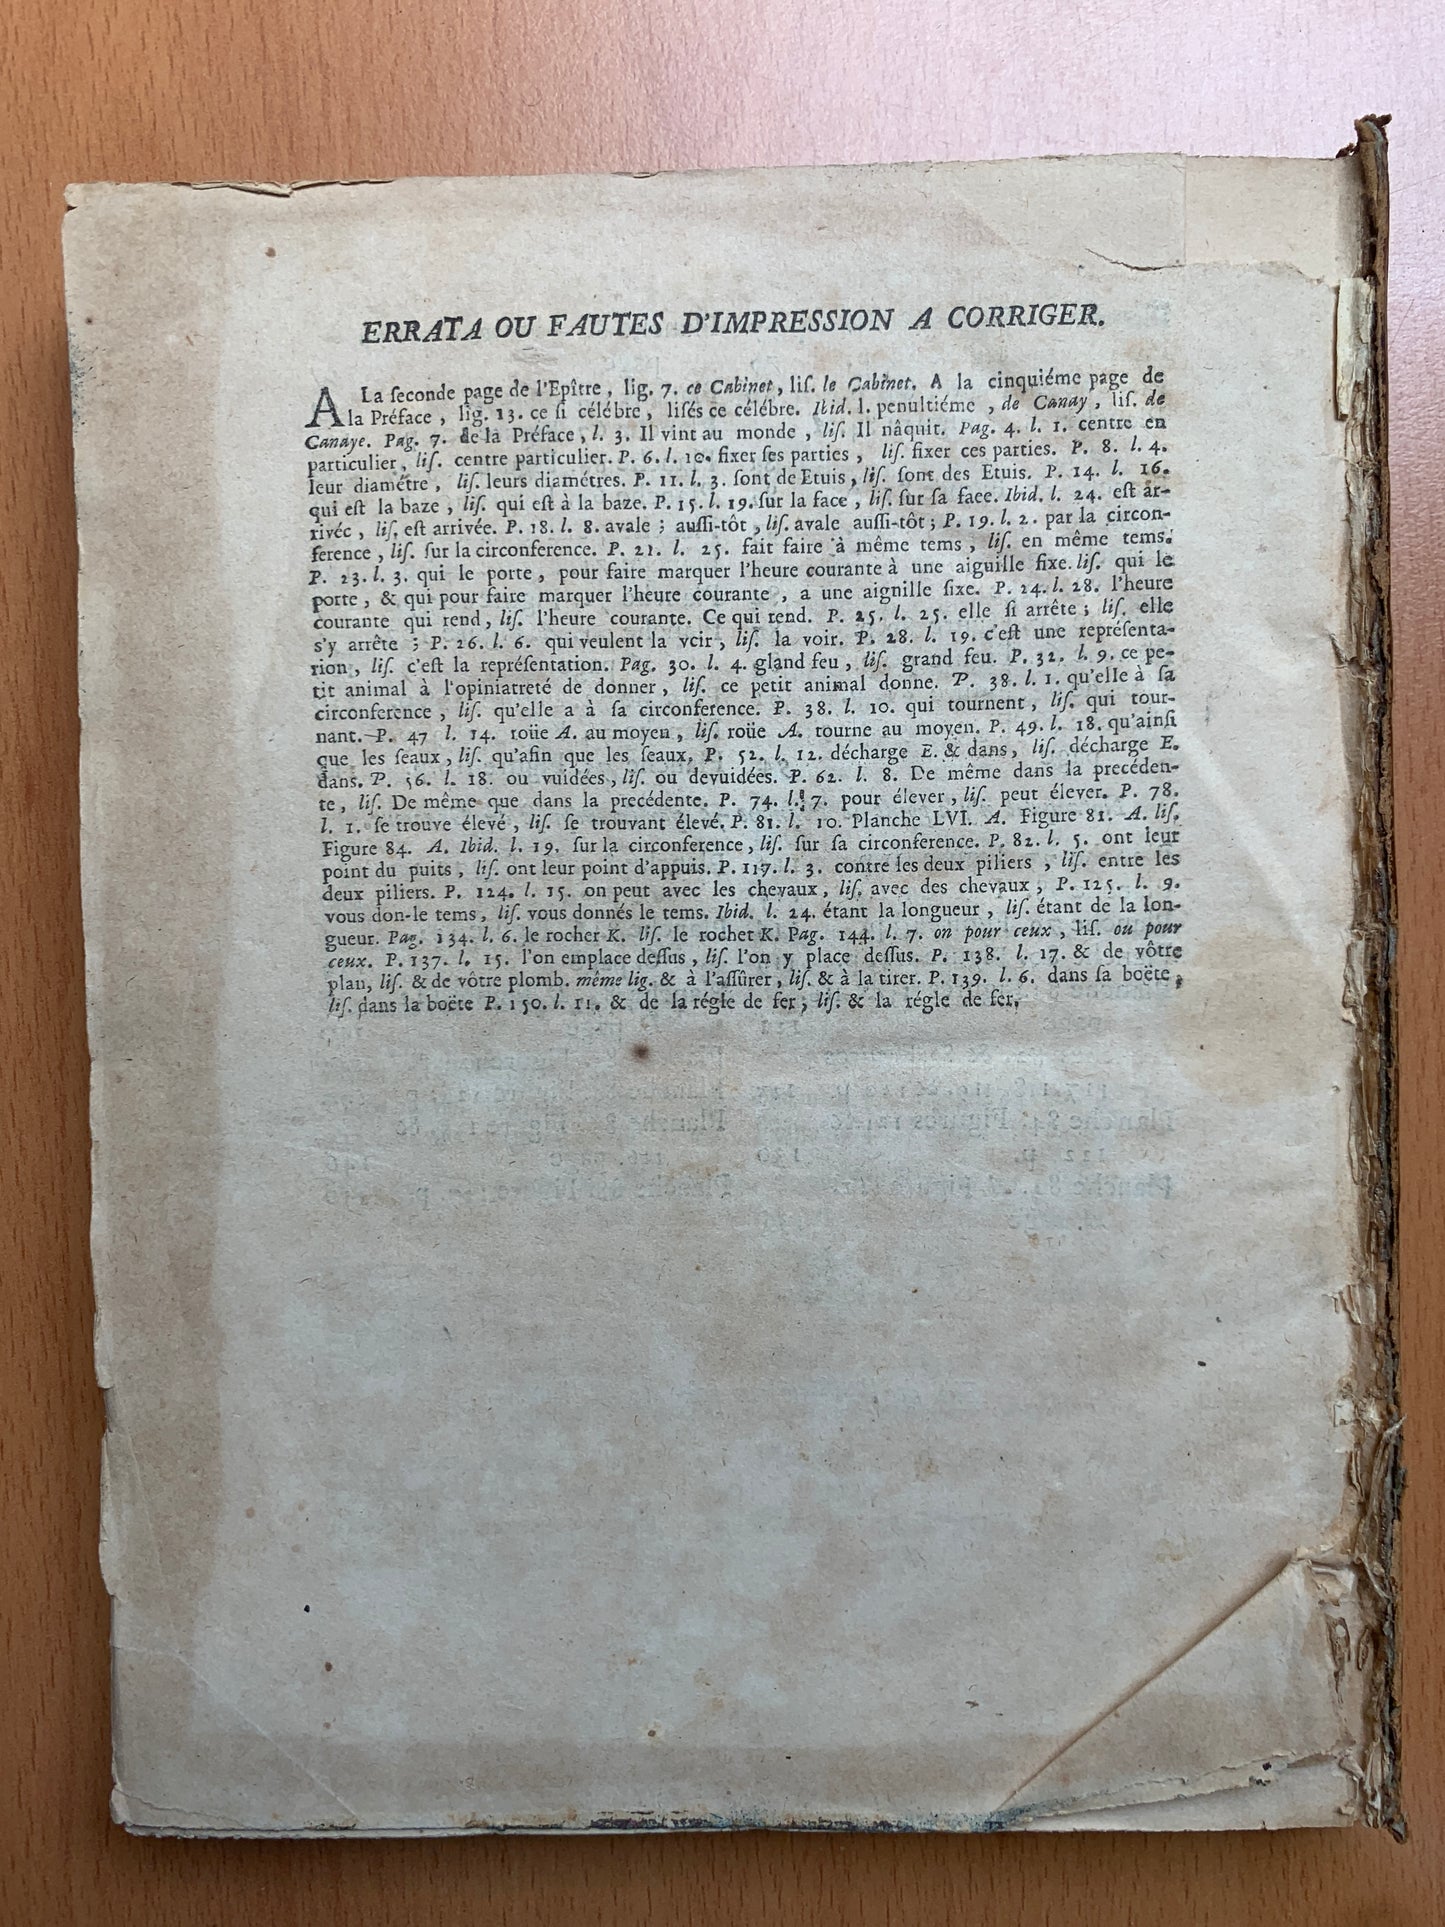 ERRATA OU FAUTES D'IMPRESSION A CORRIGER.
A La ſeconde page de l'Epître, lig. 7. ce Cabinet, liſ. le Cabinet. A la cinquiéme page de
la Préface, lig. 13. ce ſi célébre, liſés ce célébre. Ibid. l. penultiéme, de Canay, liſ. de
Canaye. Pag. 7. de la Préface, l. 3. Il vint au monde, liſ. Il nâquit. Pag. 4. l. 1. centre en
particulier, liſ. centre particulier. P. 6. l. 10. fixer ſes parties, liſ. fixer ces parties. P. 8. l. 4.
leur diamétre, liſ. leurs diamétres. P. 11. l. 3. ſont de Etuis, liſ. ſont des Etuis. P. 14. l. 16.
qui eſt la baze, liſ. qui eſt à la baze. P. 15. l. 19. ſur la face, liſ. ſur ſa face. Ibid. l. 24. eſt ar-
rivéc, liſ. eſt arrivée. P. 18. l. 8. avale ; auſſi-tôt, liſ. avale auſſi-tôt ; P. 19. l. 2. par la circon-
ference, liſ. ſur la circonference. P. 21. l. 25. fait faire à même tems, liſ. en même tems.
P. 23. l. 3. qui le porte, pour faire marquer l'heure courante à une aiguille fixe. liſ. qui le
porte, & qui pour faire marquer l'heure courante, a une aignille fixe. P. 24. l. 28. l'heure
courante qui rend, liſ. l'heure courante. Ce qui rend. P. 25. l. 25. elle ſi arrête ; liſ. elle
s'y arrête ; P. 26. l. 6. qui veulent la vcir, liſ. la voir. P. 28. l. 19. c'eſt une repréſenta-
rion, liſ. c'eſt la repréſentation. Pag. 30. l. 4. gland feu, liſ. grand feu. P. 32. l. 9. ce pe-
tit animal à l'opiniatreté de donner, liſ. ce petit animal donne. P. 38. l. 1. qu'elle à ſa
circonference, liſ. qu'elle a à ſa circonference. P. 38. l. 10. qui tournent, liſ. qui tour-
nant. P. 47 l. 14. roüe A. au moyen, liſ. roüe A. tourne au moyen. P. 49. l. 18. qu'ainſi
que les ſeaux, liſ. qu'afin que les ſeaux. P. 52. l. 12. décharge E. & dans, liſ. décharge E.
dans. P. 56. l. 18. ou vuidées, liſ. ou devuidées. P. 62. l. 8. De même dans la precéden-
te, liſ. De même que dans la precédente. P. 74. l. 7. pour élever, liſ. peut élever. P. 78.
l. 1. ſe trouve élevé, liſ. ſe trouvant élevé. P. 81. l. 10. Planche LVI. A. Figure 81. A. liſ.
Figure 84. A. Ibid. l. 19. ſur la circonference, liſ. ſur ſa circonference. P. 82. l. 5. ont leur
point du puits, liſ. ont leur point d'appuis. P. 117. l. 3. contre les deux piliers, liſ. entre les
deux piliers. P. 124. l. 15. on peut avec les chevaux, liſ. avec des chevaux ; P. 125. l. 9.
vous don-le tems, liſ. vous donnés le tems. Ibid. l. 24. étant la longueur, liſ. étant de la lon-
gueur. Pag. 134. l. 6. le rocher K. liſ. le rochet K. Pag. 144. l. 7. on pour ceux, liſ. ou pour
ceux. P. 137. l. 15. l'on emplace deſſus, liſ. l'on y place deſſus. P. 138. l. 17. & de vôtre
plan, liſ. & de vôtre plomb. même lig. & à l'aſſûrer, liſ. & à la tirer. P. 139. l. 6. dans ſa boëte,
liſ. dans la boëte P. 150. l. 11. & de la régle de fer, liſ. & la régle de fer.